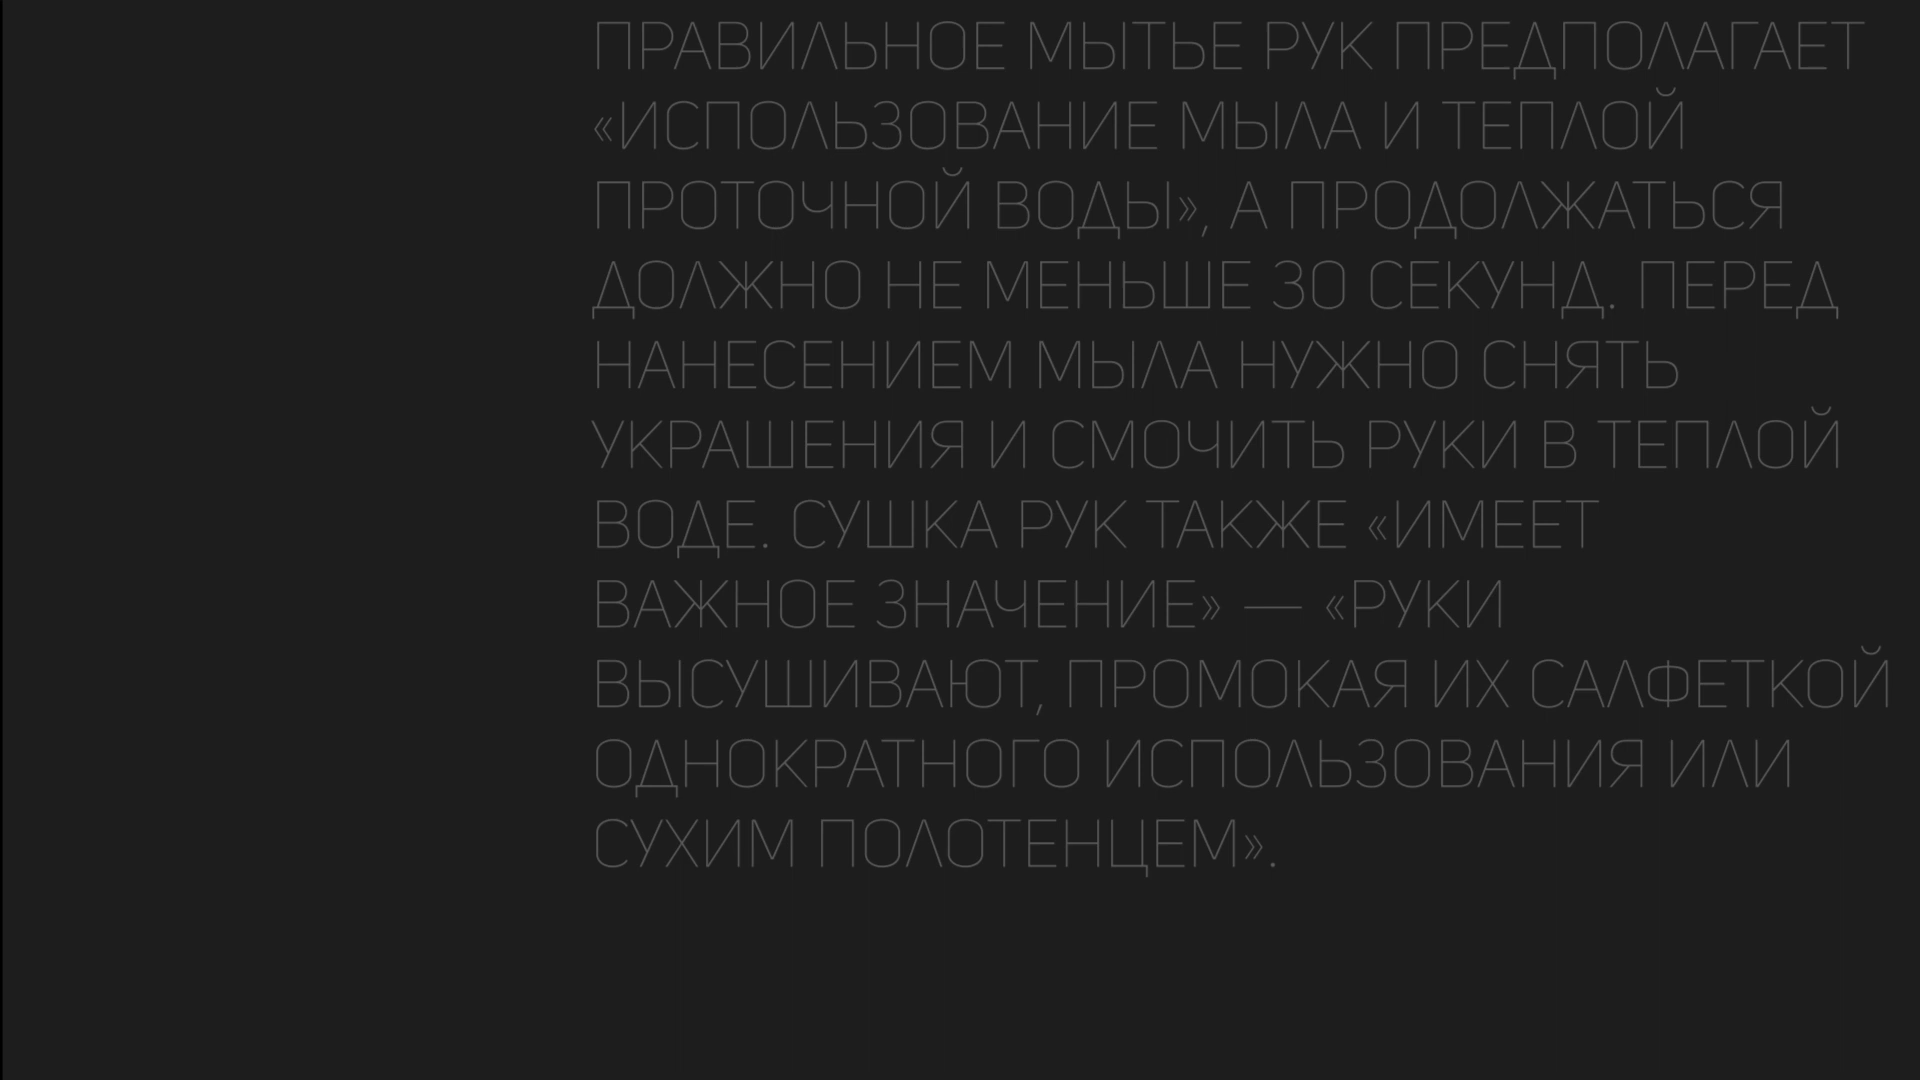 ПРАВИЛЬНОЕ МЫТЬЕ РУК ПРЕДПОЛАГАЕТ
«ИСПОЛЬЗОВАНИЕ МЫЛА И ТЕПЛОЙ
ПРОТОЧНОЙ ВОДЫ», А ПРОДОЛЖАТЬСЯ
ДОЛЖНО НЕ МЕНЬШЕ 30 СЕКУНД. ПЕРЕД
НАНЕСЕНИЕМ МЫЛА НУЖНО СНЯТЬ
УКРАШЕНИЯ И СМОЧИТЬ РУКИ В ТЕПЛОЙ
ВОДЕ. СУШКА РУК ТАКЖЕ «ИМЕЕТ
ВАЖНОЕ ЗНАЧЕНИЕ» — «РУКИ
ВЫСУШИВАЮТ, ПРОМОКАЯ ИХ САЛФЕТКОЙ
ОДНОКРАТНОГО ИСПОЛЬЗОВАНИЯ ИЛИ
СУХИМ ПОЛОТЕНЦЕМ».